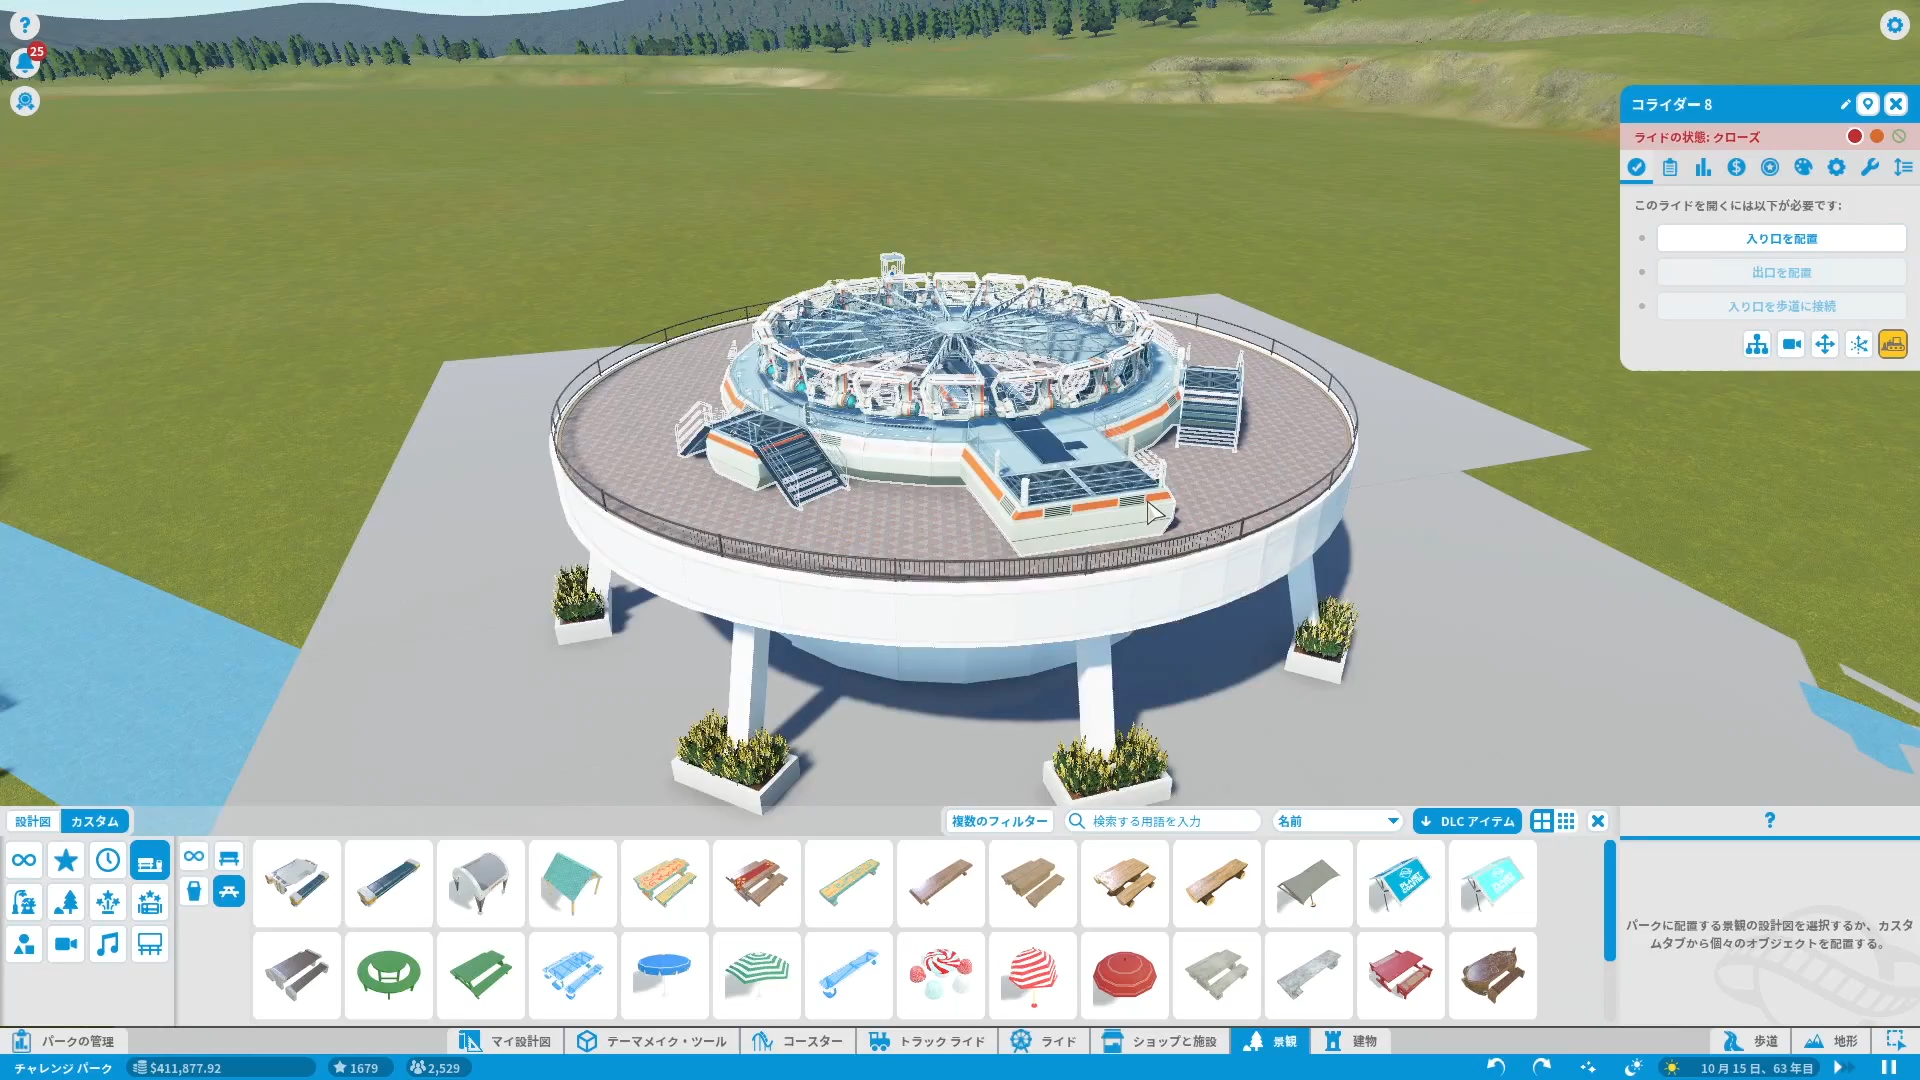 ?
25
コライダー 8
ライドの状態: クローズ
このライドを開くには以下が必要です:
入り口を配置
出口を配置
入り口を歩道に接続
設計図
カスタム
複数のフィルター
検索する用語を入力
名前
DLC アイテム
?
PLANET COASTER
パークに配置する景観の設計図を選択するか、カスタ
ムタブから個々のオブジェクトを配置する。
パークの管理
マイ設計図
テーマメイク・ツール
コースター
トラック ライド
ライド
ショップと施設
景観
建物
歩道
地形
チャレンジ パーク
$411,877.92
1679
2,529
10 月 15 日、63 年目